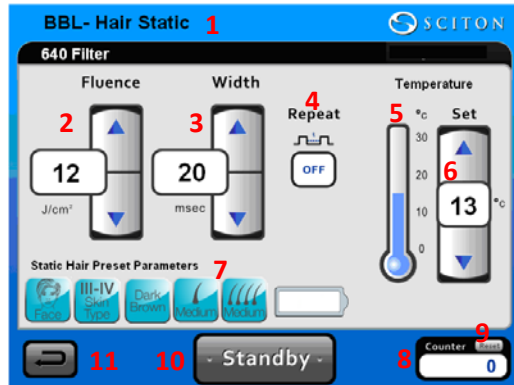 BBL- Hair Static 1 SCITON
640 Filter
Fluence Width Temperature
2 3 4 5 °c Set
Repeat
30
12 20 OFF 20 6 13 °c
J/cm² msec 10
0
Static Hair Preset Parameters 7
Face III-IV Skin Type Dark Brown Medium Medium
9
11 10 - Standby - 8 Counter Reset
0